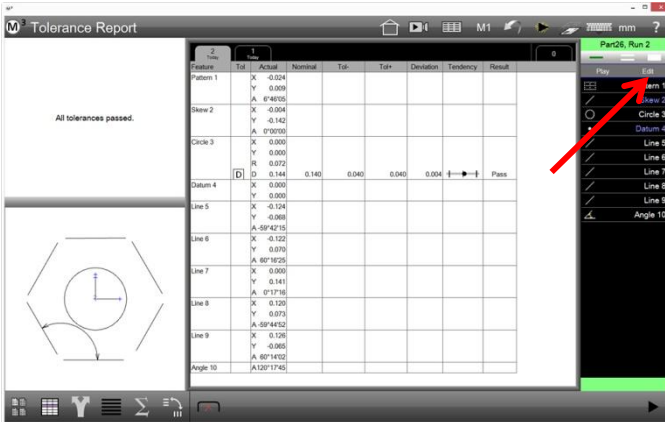 M3 Tolerance Report M1 mm ?
2 Today 1 Today 0
Feature Tol Actual Nominal Tol- Tol+ Deviation Tendency Result
Pattern 1 X -0.024
Y 0.009
A 6°46'05
Skew 2 X -0.004
Y -0.142
A 0°00'00
Circle 3 X 0.000
Y 0.000
R 0.072
D D 0.144 0.140 0.040 0.040 0.004 Pass
Datum 4 X 0.000
Y 0.000
Line 5 X -0.124
Y -0.068
A -59°42'15
Line 6 X -0.122
Y 0.070
A 60°16'25
Line 7 X 0.000
Y 0.141
A 0°17'16
Line 8 X 0.120
Y 0.073
A -59°44'52
Line 9 X 0.126
Y -0.065
A 60°14'02
Angle 10 A120°17'45
All tolerances passed.
Part26, Run 2
Play Edit
tern 1
kew 2
Circle 3
Datum 4
Line 5
Line 6
Line 7
Line 8
Line 9
Angle 10